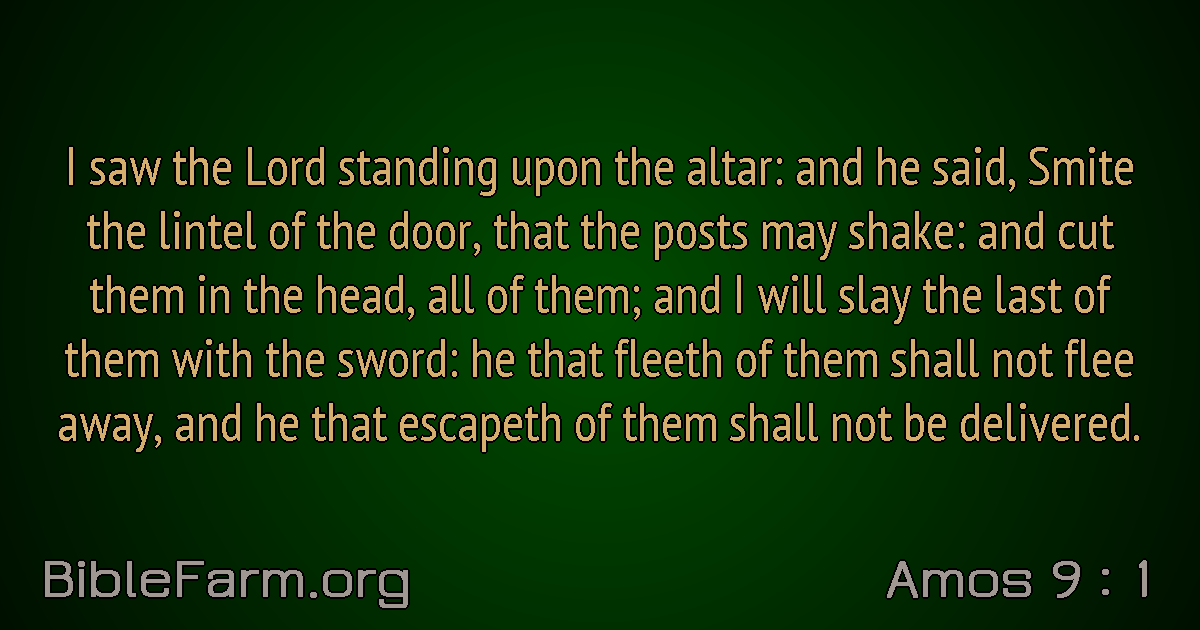 I saw the Lord standing upon the altar: and he said, Smite
the lintel of the door, that the posts may shake: and cut
them in the head, all of them; and I will slay the last of
them with the sword: he that fleeth of them shall not flee
away, and he that escapeth of them shall not be delivered.
BibleFarm.org
Amos 9 : 1